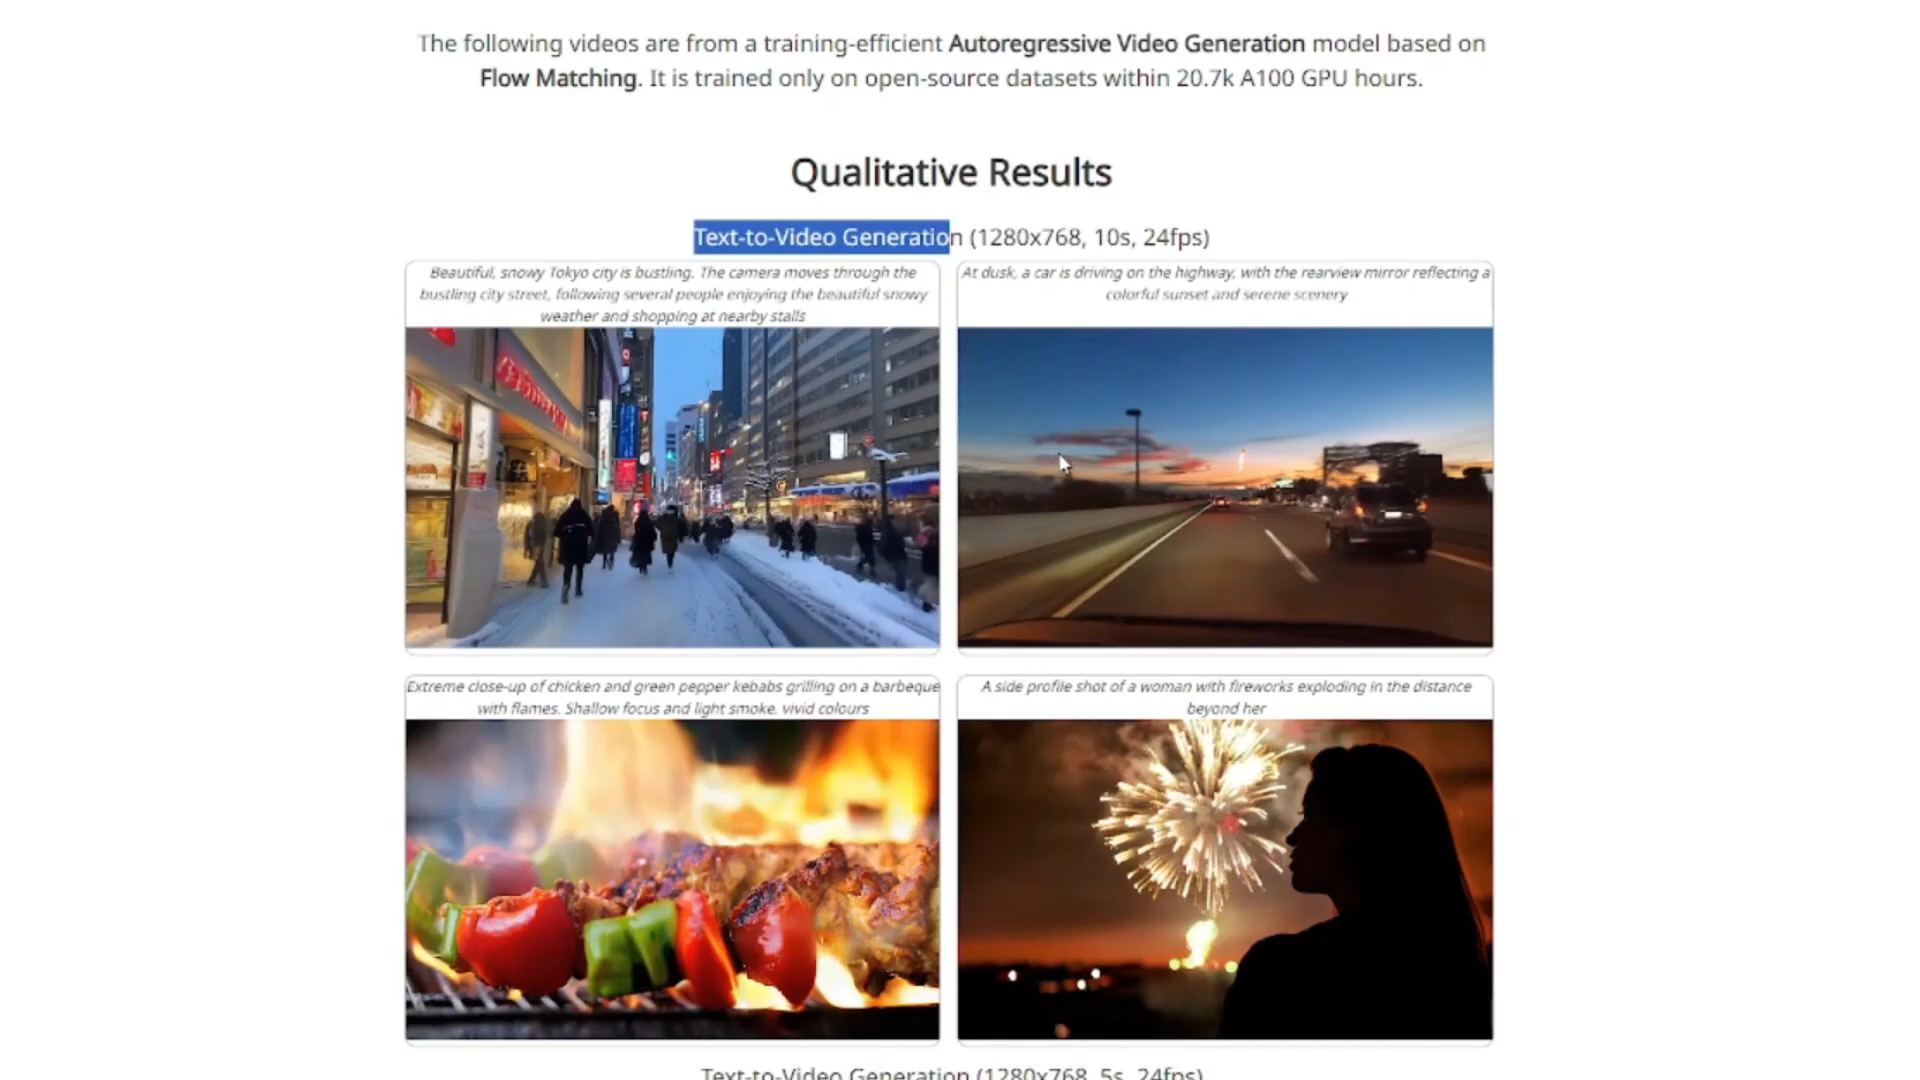 The following videos are from a training-efficient Autoregressive Video Generation model based on
Flow Matching. It is trained only on open-source datasets within 20.7k A100 GPU hours.
Qualitative Results
Text-to-Video Generation (1280x768, 10s, 24fps)
Beautiful, snowy Tokyo city is bustling. The camera moves through the
bustling city street, following several people enjoying the beautiful snowy
weather and shopping at nearby stalls
At dusk, a car is driving on the highway, with the rearview mirror reflecting a
colorful sunset and serene scenery
Extreme close-up of chicken and green pepper kebabs grilling on a barbeque
with flames. Shallow focus and light smoke. vivid colours
A side profile shot of a woman with fireworks exploding in the distance
beyond her
Text-to-Video Generation (1280x768, 5s, 24fps)